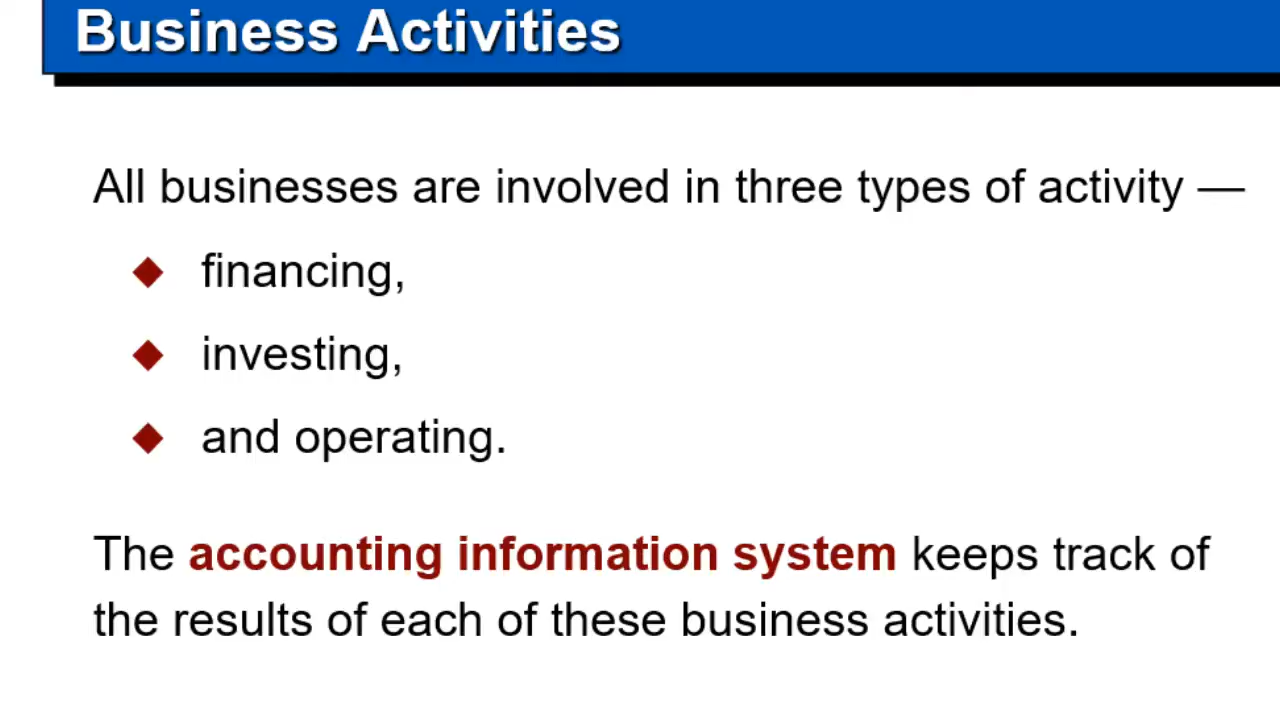 Business Activities
All businesses are involved in three types of activity —
financing,
investing,
and operating.
The accounting information system keeps track of
the results of each of these business activities.